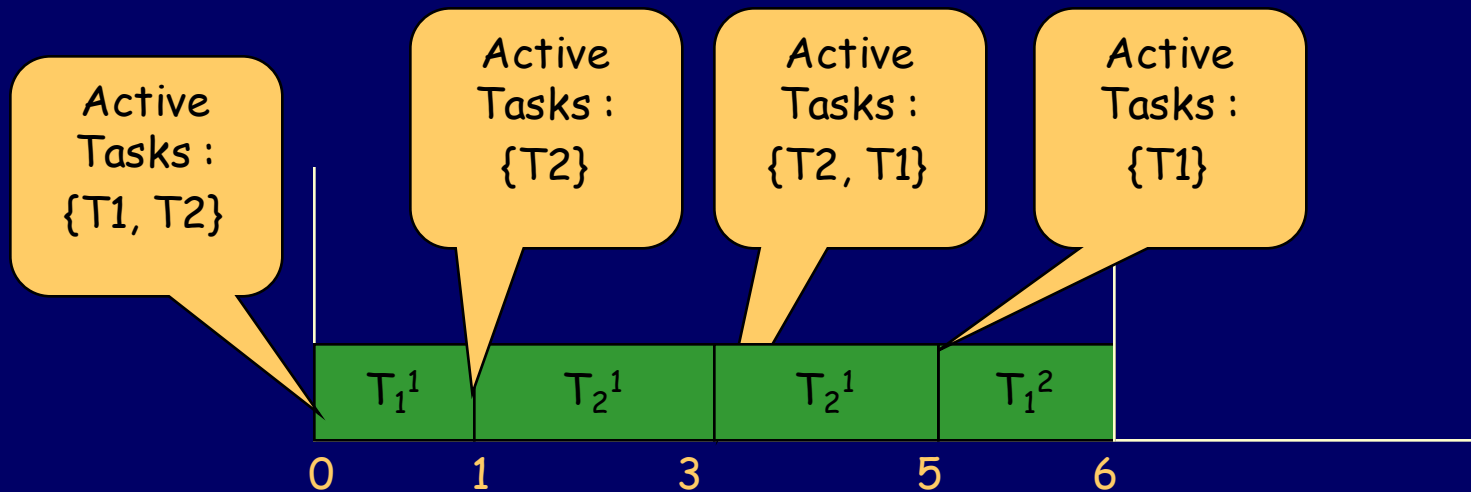 Active
Tasks :
{T1, T2}
Active
Tasks :
{T2}
Active
Tasks :
{T2, T1}
Active
Tasks :
{T1}
T₁¹ T₂¹ T₂¹ T₁²
0 1 3 5 6